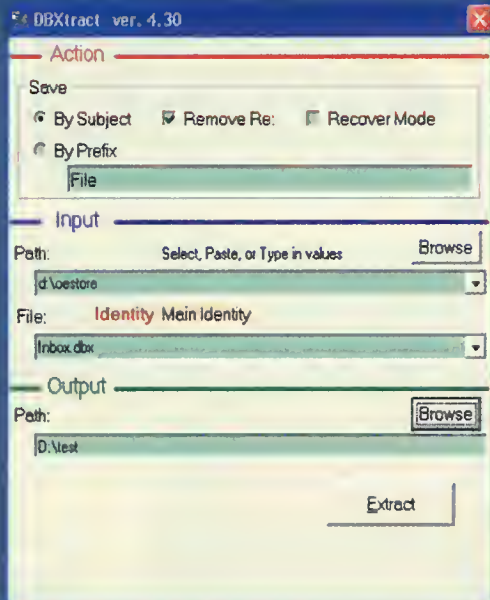 DBXtract ver. 4.30
Action
Save
By Subject Remove Re: Recover Mode
By Prefix
File
Input
Path: Select, Paste, or Type in values Browse
d:\oestore
File: Identity Main Identity
Inbox.dbx
Output
Path: Browse
D:\test
Extract